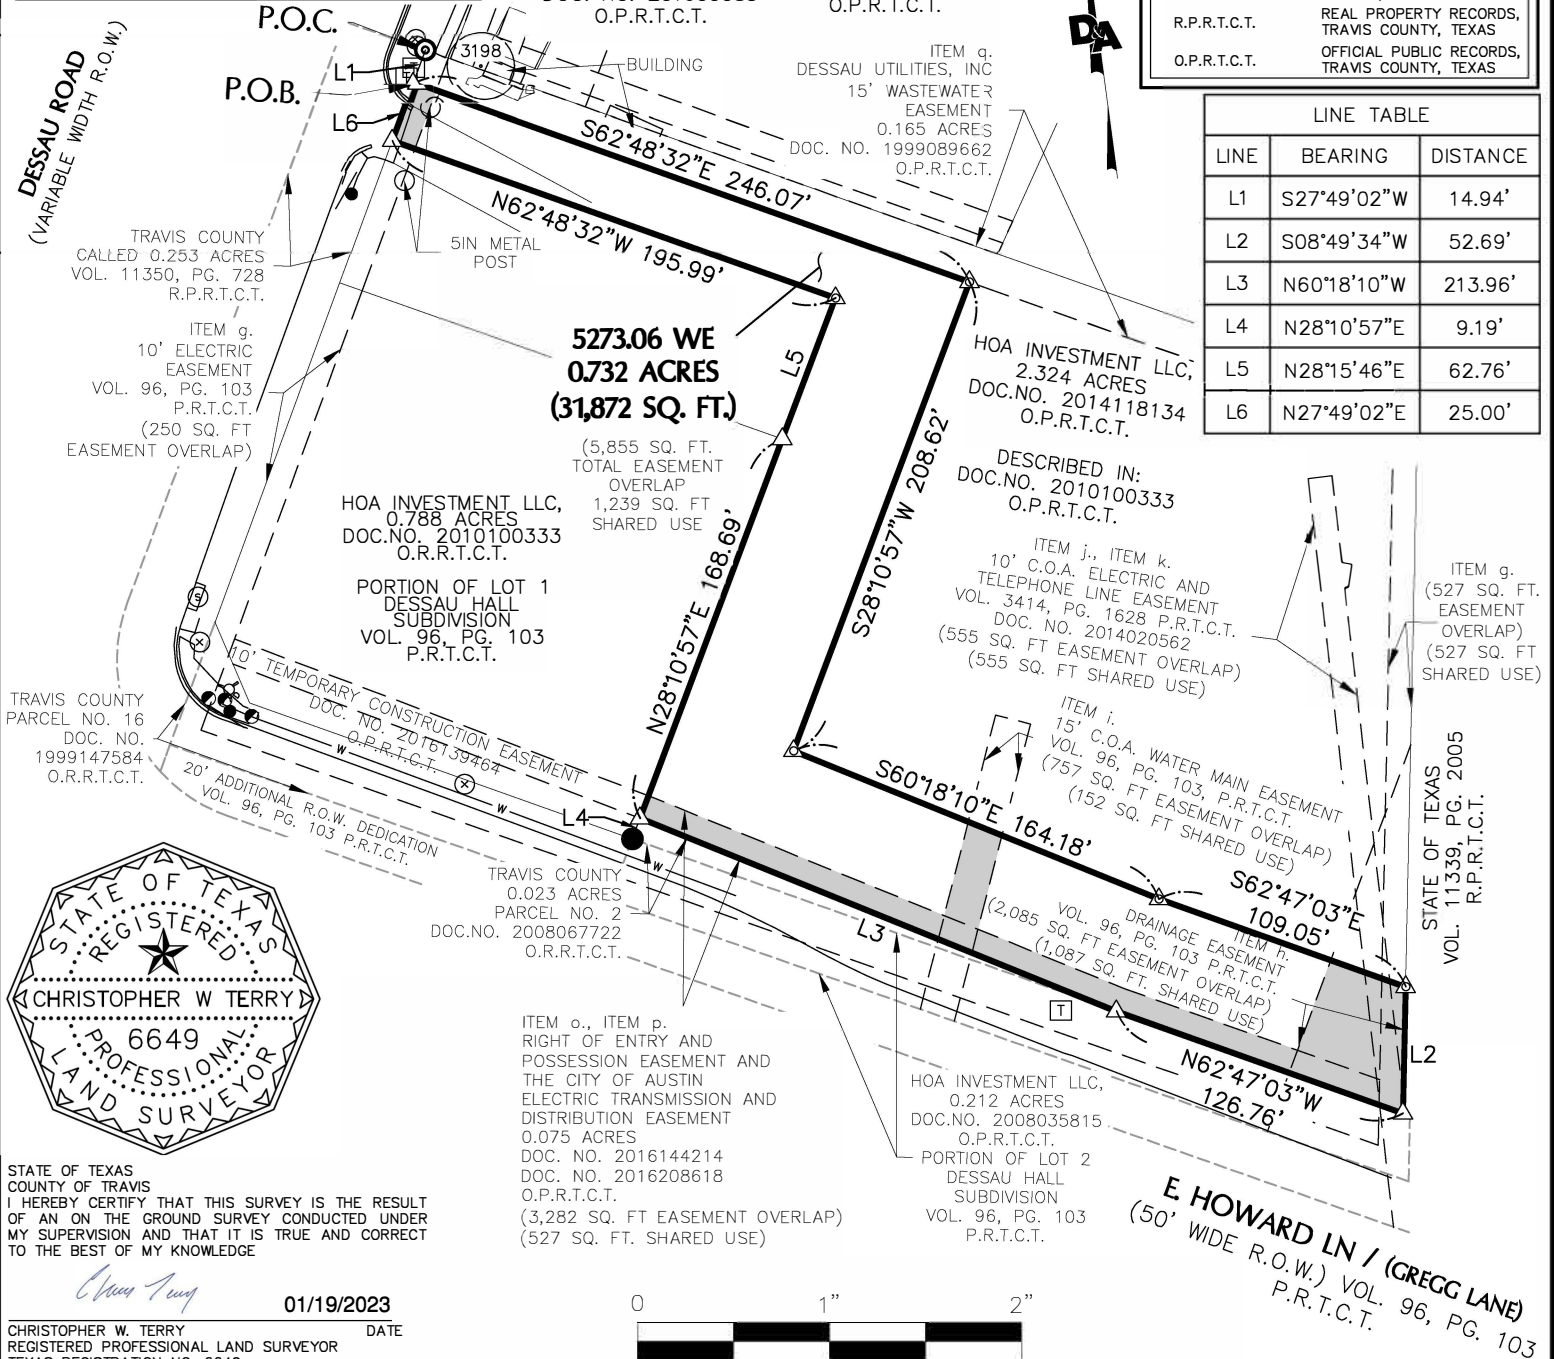 O.P.R.T.C.T.
O.P.R.T.C.T.
P.O.C.
P.O.B.
L1
L6
3198
BUILDING
DESSAU ROAD
(VARIABLE WIDTH R.O.W.)
D&A
R.P.R.T.C.T.
REAL PROPERTY RECORDS,
TRAVIS COUNTY, TEXAS
O.P.R.T.C.T.
OFFICIAL PUBLIC RECORDS,
TRAVIS COUNTY, TEXAS
LINE TABLE
LINE BEARING DISTANCE
L1 S27°49'02"W 14.94'
L2 S08°49'34"W 52.69'
L3 N60°18'10"W 213.96'
L4 N28°10'57"E 9.19'
L5 N28°15'46"E 62.76'
L6 N27°49'02"E 25.00'
ITEM q.
DESSAU UTILITIES, INC
15' WASTEWATER
EASEMENT
0.165 ACRES
DOC. NO. 1999089662
O.P.R.T.C.T.
S62°48'32"E 246.07'
N62°48'32"W 195.99'
5IN METAL
POST
TRAVIS COUNTY
CALLED 0.253 ACRES
VOL. 11350, PG. 728
R.P.R.T.C.T.
ITEM g.
10' ELECTRIC
EASEMENT
VOL. 96, PG. 103
P.R.T.C.T.
(250 SQ. FT
EASEMENT OVERLAP)
5273.06 WE
0.732 ACRES
(31,872 SQ. FT.)
(5,855 SQ. FT.
TOTAL EASEMENT
OVERLAP
1,239 SQ. FT
SHARED USE
L5
HOA INVESTMENT LLC,
2.324 ACRES
DOC.NO. 2014118134
O.P.R.T.C.T.
DESCRIBED IN:
DOC.NO. 2010100333
O.P.R.T.C.T.
HOA INVESTMENT LLC,
0.788 ACRES
DOC.NO. 2010100333
O.R.R.T.C.T.
PORTION OF LOT 1
DESSAU HALL
SUBDIVISION
VOL. 96, PG. 103
P.R.T.C.T.
N28°10'57"E 168.69'
S28°10'57"W 208.62'
ITEM j., ITEM k.
10' C.O.A. ELECTRIC AND
TELEPHONE LINE EASEMENT
VOL. 3414, PG. 1628 P.R.T.C.T.
DOC. NO. 2014020562
(555 SQ. FT EASEMENT OVERLAP)
(555 SQ. FT SHARED USE)
ITEM g.
(527 SQ. FT.
EASEMENT
OVERLAP)
(527 SQ. FT
SHARED USE)
ITEM i.
15' C.O.A. WATER MAIN EASEMENT
VOL. 96, PG. 103, P.R.T.C.T.
(757 SQ. FT EASEMENT OVERLAP)
(152 SQ. FT SHARED USE)
STATE OF TEXAS
VOL. 11339, PG. 2005
R.P.R.T.C.T.
S
10' TEMPORARY CONSTRUCTION EASEMENT
DOC. NO. 2016139464
O.P.R.T.C.T.
TRAVIS COUNTY
PARCEL NO. 16
DOC. NO.
1999147584
O.R.R.T.C.T.
20' ADDITIONAL R.O.W. DEDICATION
VOL. 96, PG. 103 P.R.T.C.T.
W
W
W
L4
S60°18'10"E 164.18'
S62°47'03"E
109.05'
ITEM h.
DRAINAGE EASEMENT
VOL. 96, PG. 103 P.R.T.C.T.
(2,085 SQ. FT EASEMENT OVERLAP)
(1,087 SQ. FT. SHARED USE)
TRAVIS COUNTY
0.023 ACRES
PARCEL NO. 2
DOC.NO. 2008067722
O.R.R.T.C.T.
L3
T
L2
N62°47'03"W
126.76'
STATE OF TEXAS
REGISTERED
CHRISTOPHER W TERRY
6649
PROFESSIONAL
LAND SURVEYOR
ITEM o., ITEM p.
RIGHT OF ENTRY AND
POSSESSION EASEMENT AND
THE CITY OF AUSTIN
ELECTRIC TRANSMISSION AND
DISTRIBUTION EASEMENT
0.075 ACRES
DOC. NO. 2016144214
DOC. NO. 2016208618
O.P.R.T.C.T.
(3,282 SQ. FT EASEMENT OVERLAP)
(527 SQ. FT. SHARED USE)
HOA INVESTMENT LLC,
0.212 ACRES
DOC.NO. 2008035815
O.P.R.T.C.T.
PORTION OF LOT 2
DESSAU HALL
SUBDIVISION
VOL. 96, PG. 103
P.R.T.C.T.
E. HOWARD LN / (GREGG LANE)
(50' WIDE R.O.W.) VOL. 96, PG. 103
P.R.T.C.T.
STATE OF TEXAS
COUNTY OF TRAVIS
I HEREBY CERTIFY THAT THIS SURVEY IS THE RESULT
OF AN ON THE GROUND SURVEY CONDUCTED UNDER
MY SUPERVISION AND THAT IT IS TRUE AND CORRECT
TO THE BEST OF MY KNOWLEDGE
01/19/2023
CHRISTOPHER W. TERRY DATE
REGISTERED PROFESSIONAL LAND SURVEYOR
0 1" 2"